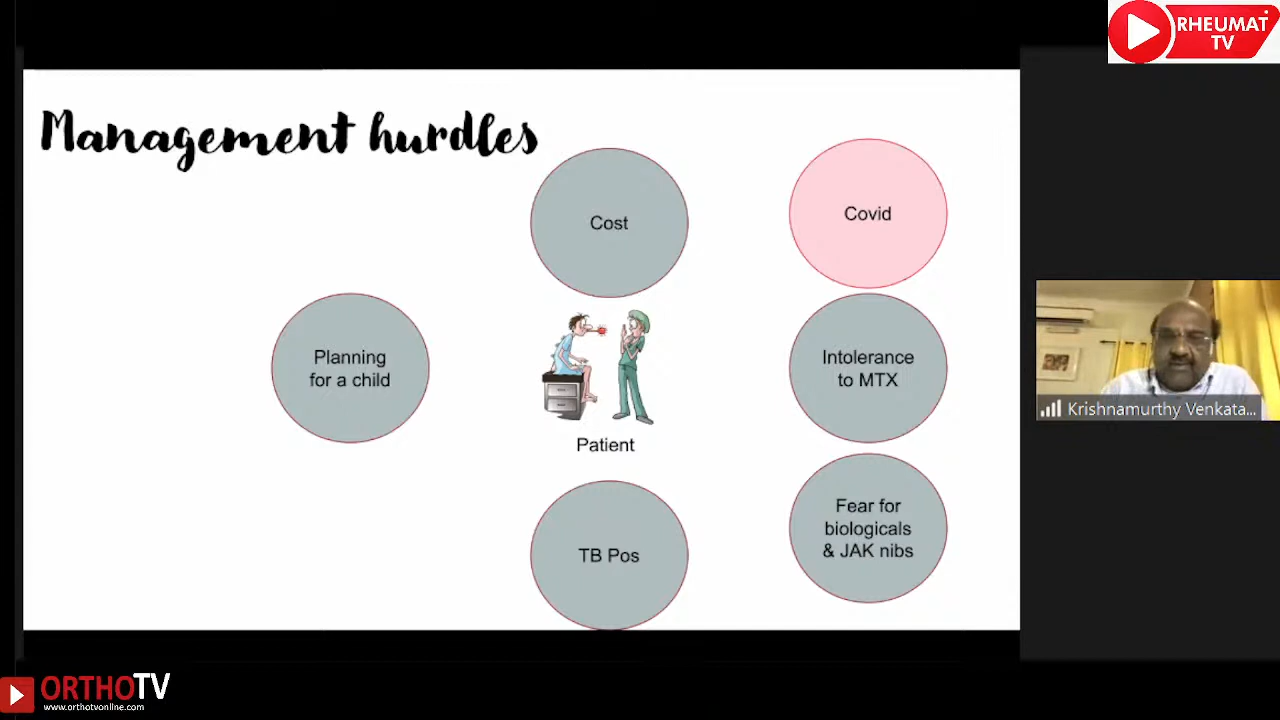 RHEUMAT
TV
Management hurdles
Cost
Covid
Planning
for a child
Intolerance
to MTX
Patient
Krishnamurthy Venkata...
Fear for
biologicals
& JAK nibs
TB Pos
ORTHOTV
www.orthotvonline.com